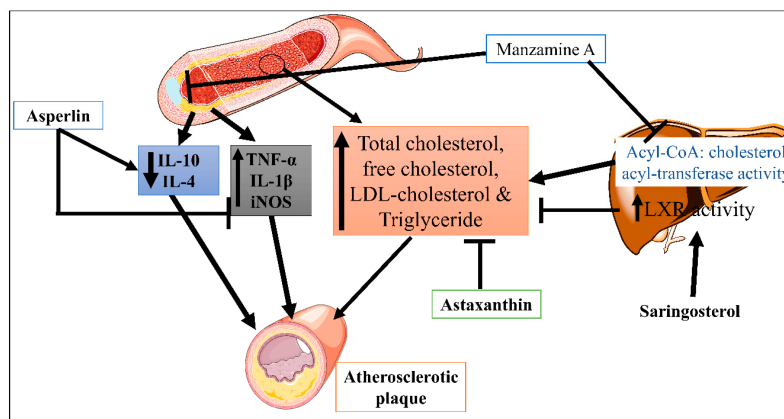 Manzamine A
Asperlin
IL-10
IL-4
TNF-α
IL-1β
iNOS
Total cholesterol,
free cholesterol,
LDL-cholesterol &
Triglyceride
Acyl-CoA: cholesterol
acyl-transferase activity
LXR activity
Astaxanthin
Saringosterol
Atherosclerotic
plaque